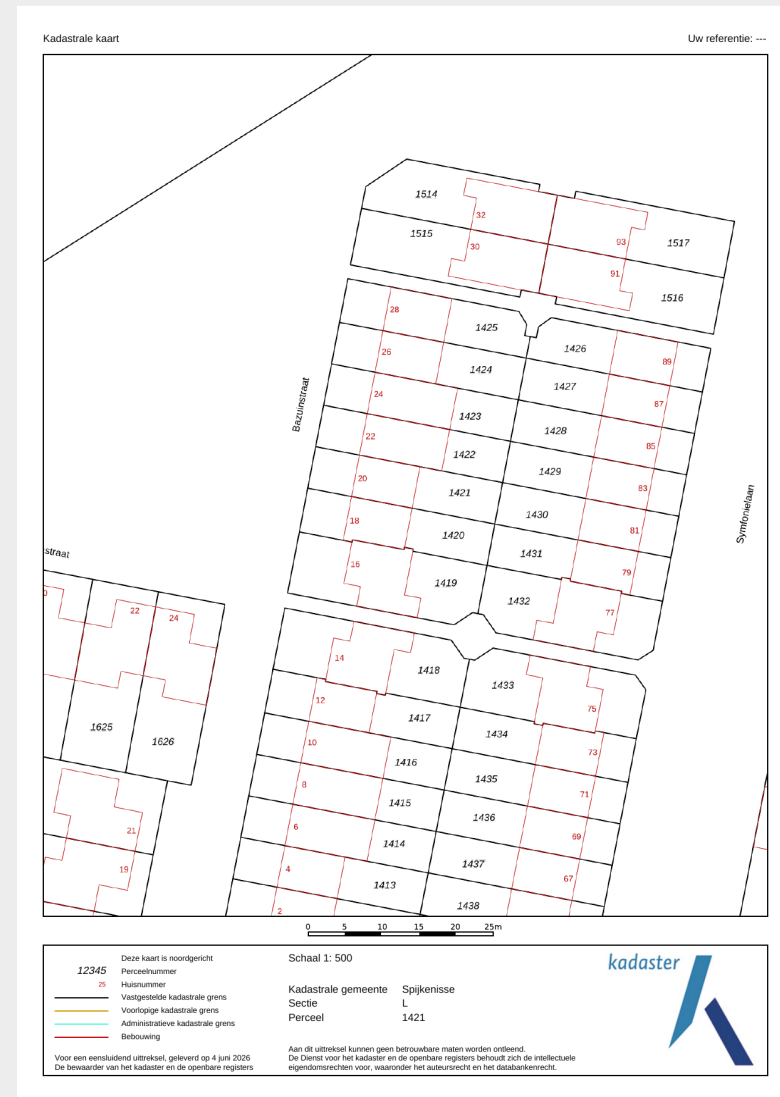 Kadastrale kaart
Uw referentie: ---
1514
32
1515
30
93
1517
91
1516
28
1425
1426
89
26
1424
1427
87
24
1423
1428
85
22
1422
1429
83
20
1421
1430
81
18
1420
1431
79
16
1419
1432
77
Bazuinstraat
Symfonielaan
straat
22
24
1625
1626
21
19
14
1418
1433
75
12
1417
1434
73
10
1416
1435
71
8
1415
1436
69
6
1414
1437
67
4
1413
1438
2
0 5 10 15 20 25m
Deze kaart is noordgericht
12345 Perceelnummer
25 Huisnummer
Vastgestelde kadastrale grens
Voorlopige kadastrale grens
Administratieve kadastrale grens
Bebouwing
Voor een eensluidend uittreksel, geleverd op 4 juni 2026
De bewaarder van het kadaster en de openbare registers
Schaal 1: 500
Kadastrale gemeente Spijkenisse
Sectie L
Perceel 1421
Aan dit uittreksel kunnen geen betrouwbare maten worden ontleend.
De Dienst voor het kadaster en de openbare registers behoudt zich de intellectuele
eigendomsrechten voor, waaronder het auteursrecht en het databankenrecht.
kadaster